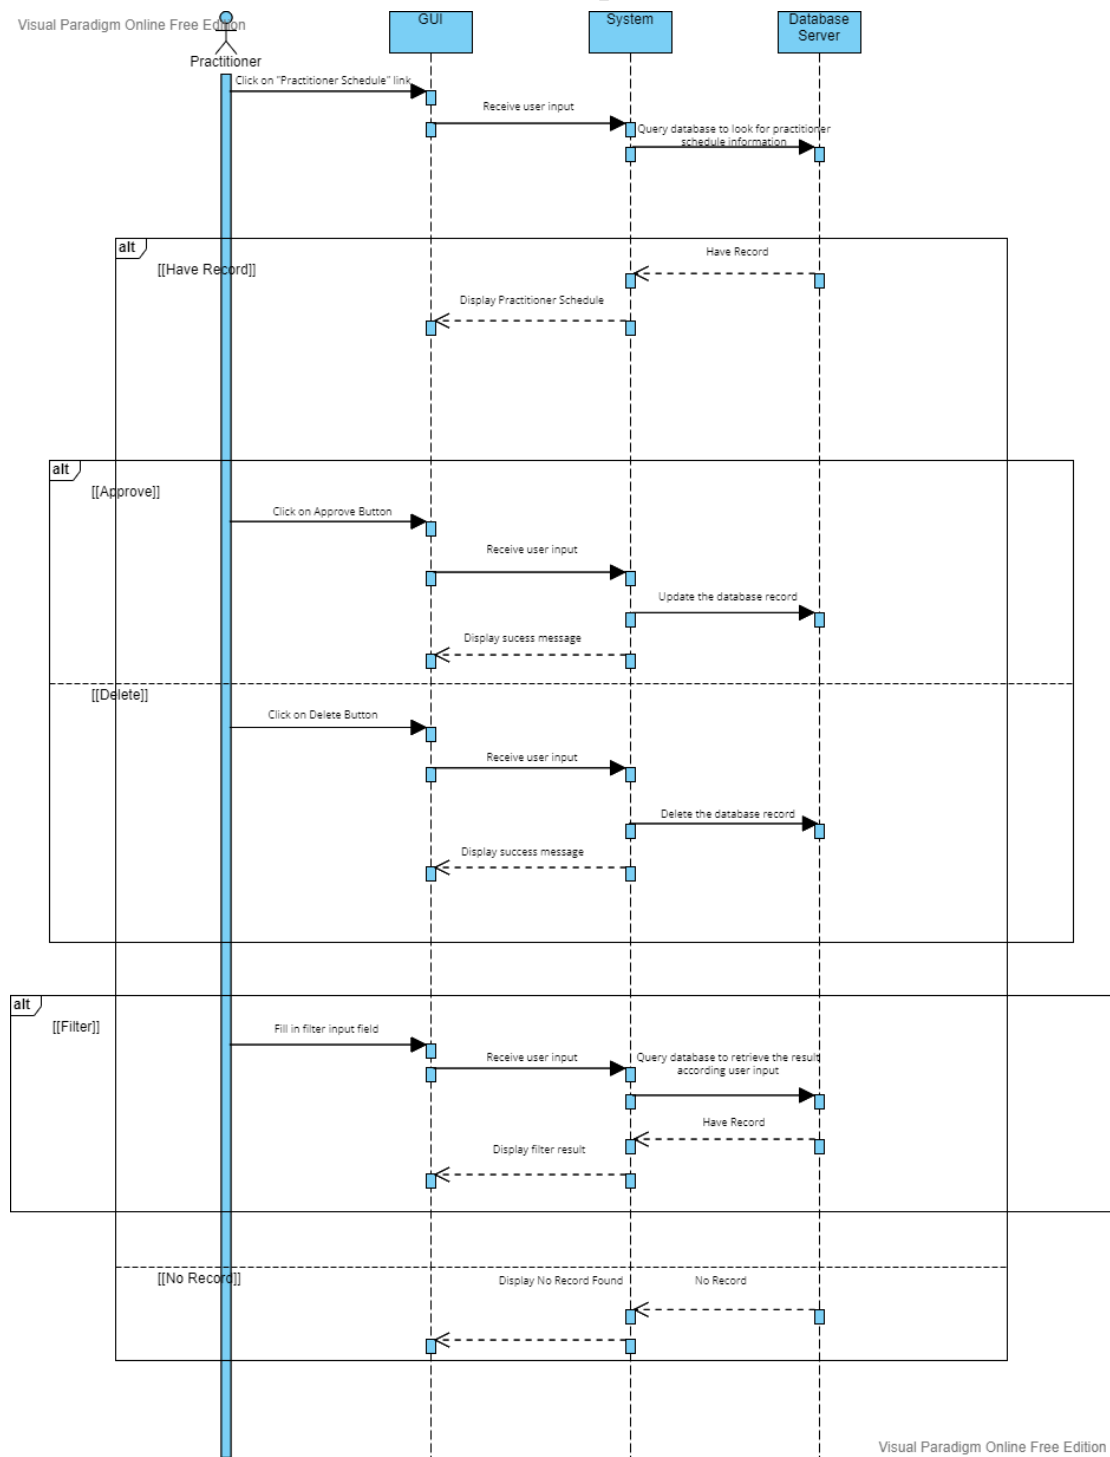 Visual Paradigm Online Free Edition
GUI
System
Database
Server
Practitioner
Click on "Practitioner Schedule" link
Receive user input
Query database to look for practitioner
schedule information
alt
[[Have Record]]
Have Record
Display Practitioner Schedule
alt
[[Approve]]
Click on Approve Button
Receive user input
Update the database record
Display sucess message
[[Delete]]
Click on Delete Button
Receive user input
Delete the database record
Display success message
alt
[[Filter]]
Fill in filter input field
Receive user input
Query database to retrieve the result
according user input
Have Record
Display filter result
[[No Record]]
Display No Record Found
No Record
Visual Paradigm Online Free Edition